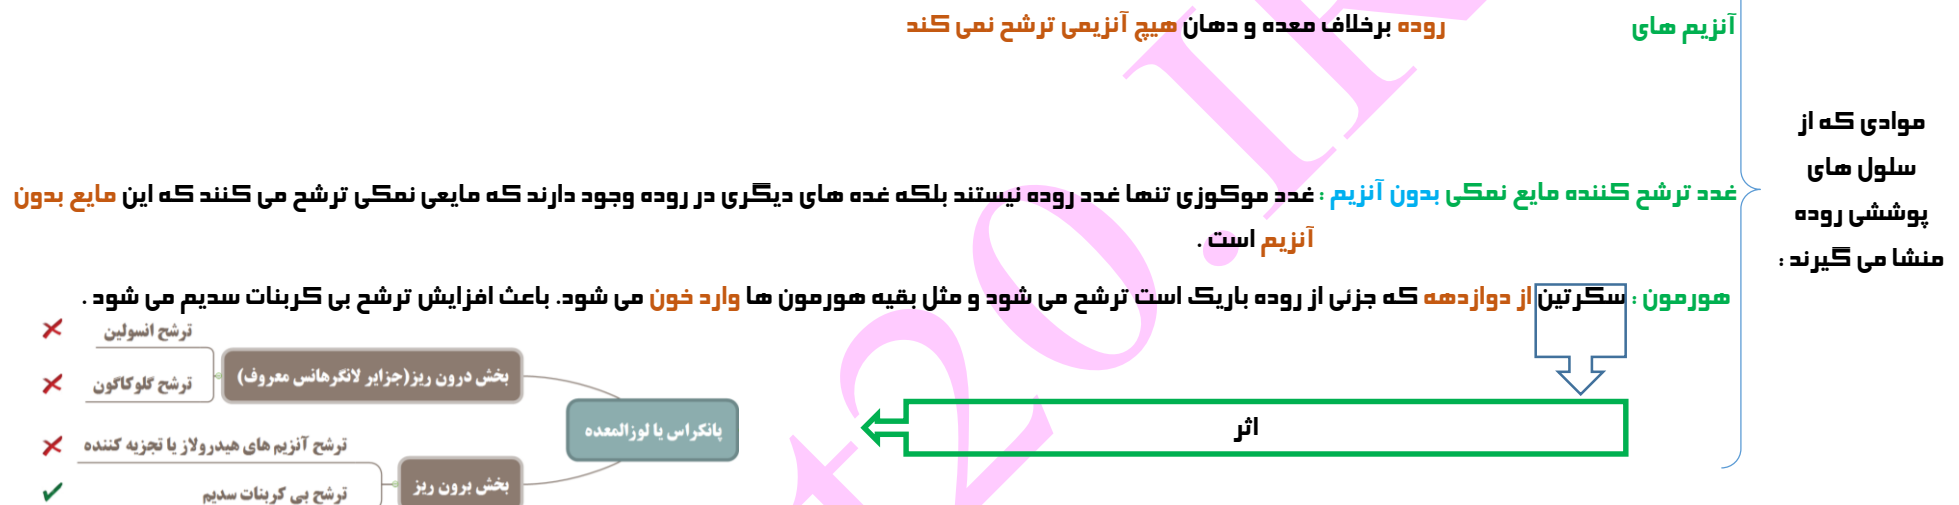 موادی که از
سلول های
پوششی روده
منشا می گیرند :
آنزیم های روده برخلاف معده و دهان هیچ آنزیمی ترشح نمی کند
غدد ترشح کننده مایع نمکی بدون آنزیم : غدد موکوزی تنها غدد روده نیستند بلکه غده های دیگری در روده وجود دارند که مایعی نمکی ترشح می کنند که این مایع بدون
آنزیم است .
هورمون : سکرتین از دوازدهه که جزئی از روده باریک است ترشح می شود و مثل بقیه هورمون ها وارد خون می شود. باعث افزایش ترشح بی کربنات سدیم می شود .
اثر
پانکراس یا لوزالمعده
بخش درون ریز(جزایر لانگرهانس معروف)
ترشح انسولین
ترشح گلوکاگون
بخش برون ریز
ترشح آنزیم های هیدرولاز یا تجزیه کننده
ترشح بی کربنات سدیم
t20.IR